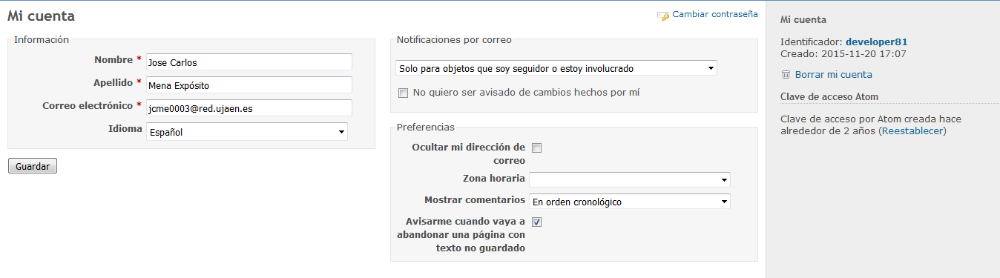 Mi cuenta
Cambiar contraseña
Información
Nombre *
Jose Carlos
Apellido *
Mena Expósito
Correo electrónico *
jcme0003@red.ujaen.es
Idioma
Español
Guardar
Notificaciones por correo
Solo para objetos que soy seguidor o estoy involucrado
No quiero ser avisado de cambios hechos por mí
Preferencias
Ocultar mi dirección de
correo
Zona horaria
Mostrar comentarios
En orden cronológico
Avisarme cuando vaya a
abandonar una página con
texto no guardado
Mi cuenta
Identificador: developer81
Creado: 2015-11-20 17:07
Borrar mi cuenta
Clave de acceso Atom
Clave de acceso por Atom creada hace
alrededor de 2 años (Reestablecer)